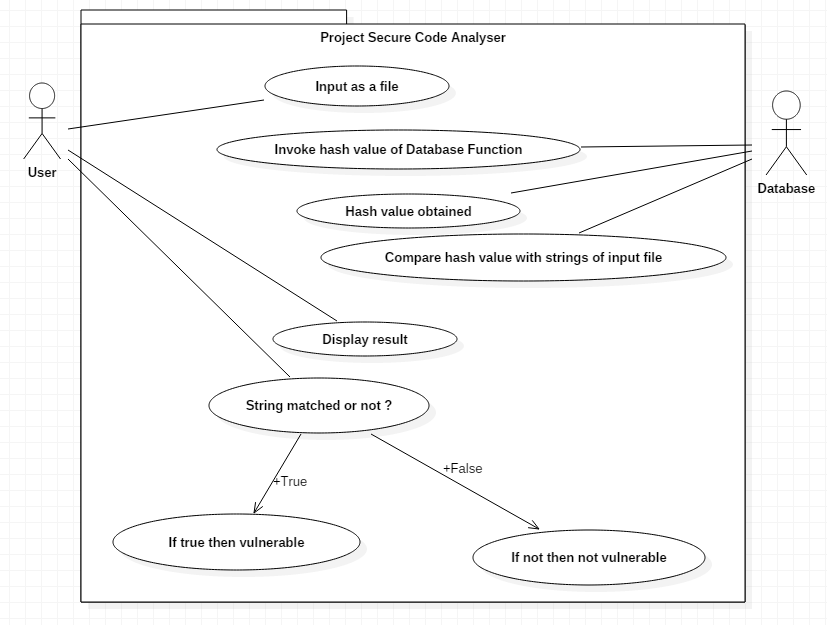 Project Secure Code Analyser
Input as a file
Invoke hash value of Database Function
User
Database
Hash value obtained
Compare hash value with strings of input file
Display result
String matched or not ?
+False
+True
If true then vulnerable
If not then not vulnerable